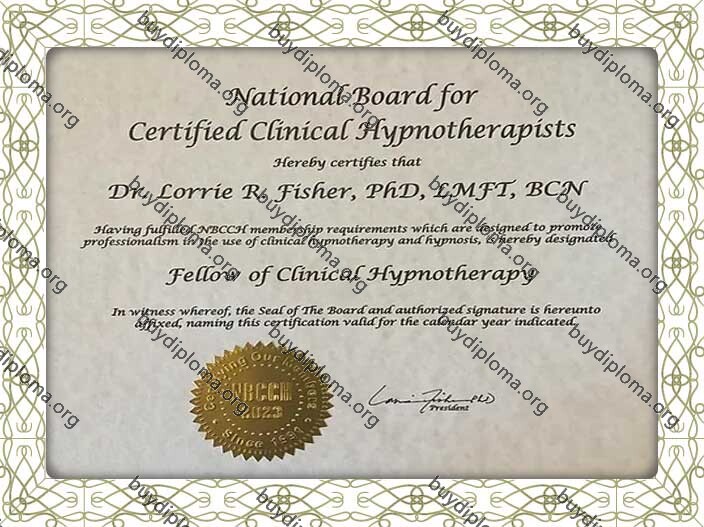 National Board for
Certified Clinical Hypnotherapists
Hereby certifies that
Dr. Lorrie R. Fisher, PhD, LMFT, BCN
Having fulfilled NBCCH membership requirements which are designed to promote
professionalism in the use of clinical hypnotherapy and hypnosis, is hereby designated
Fellow of Clinical Hypnotherapy
In witness whereof, the Seal of The Board and authorized signature is hereunto
affixed, naming this certification valid for the calendar year indicated.
NBCCH
2023
Since 1990
President
buydiploma.org